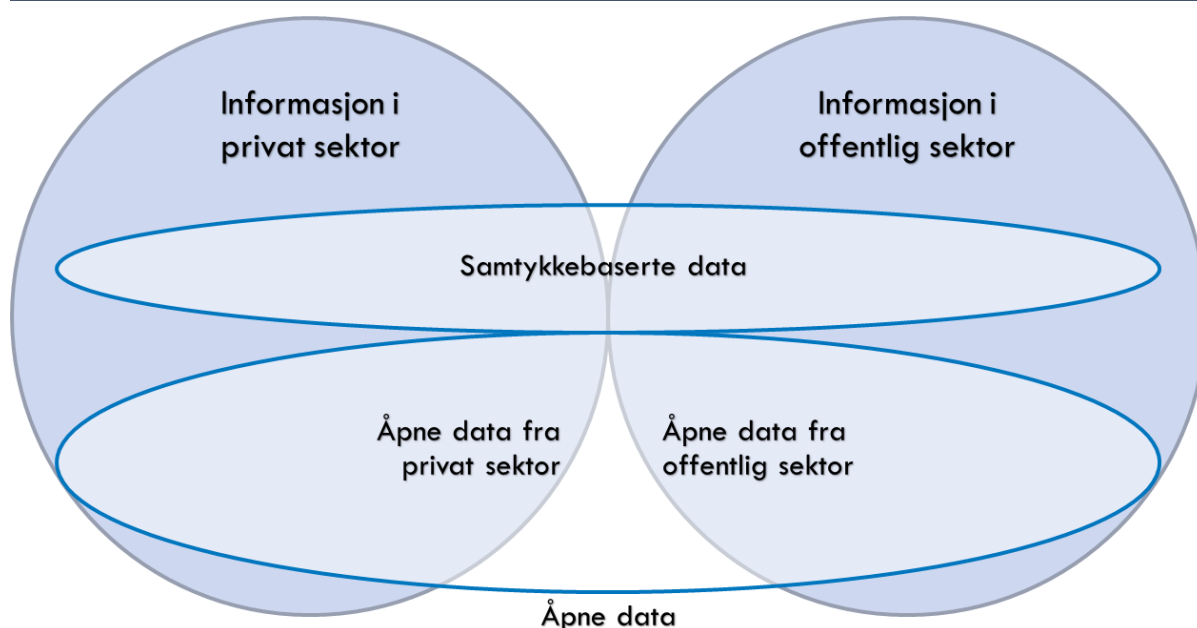 Informasjon i
privat sektor
Informasjon i
offentlig sektor
Samtykkebaserte data
Åpne data fra
privat sektor
Åpne data fra
offentlig sektor
Åpne data